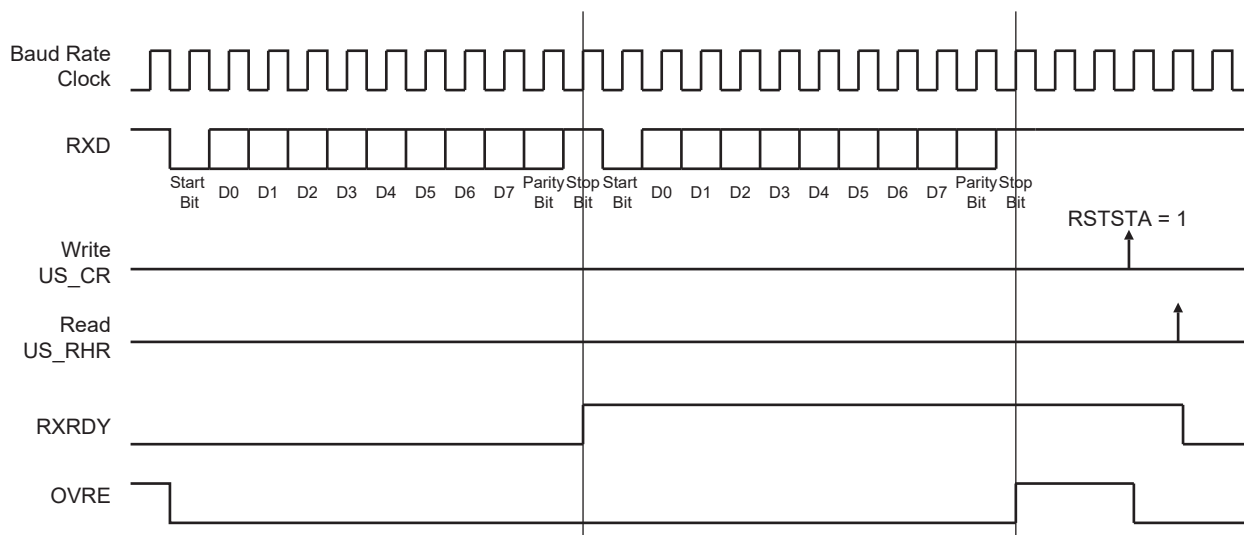 Baud Rate
Clock
RXD
Start
Bit
D0
D1
D2
D3
D4
D5
D6
D7
Parity
Bit
Stop
Bit
Start
Bit
D0
D1
D2
D3
D4
D5
D6
D7
Parity
Bit
Stop
Bit
RSTSTA = 1
Write
US_CR
Read
US_RHR
RXRDY
OVRE